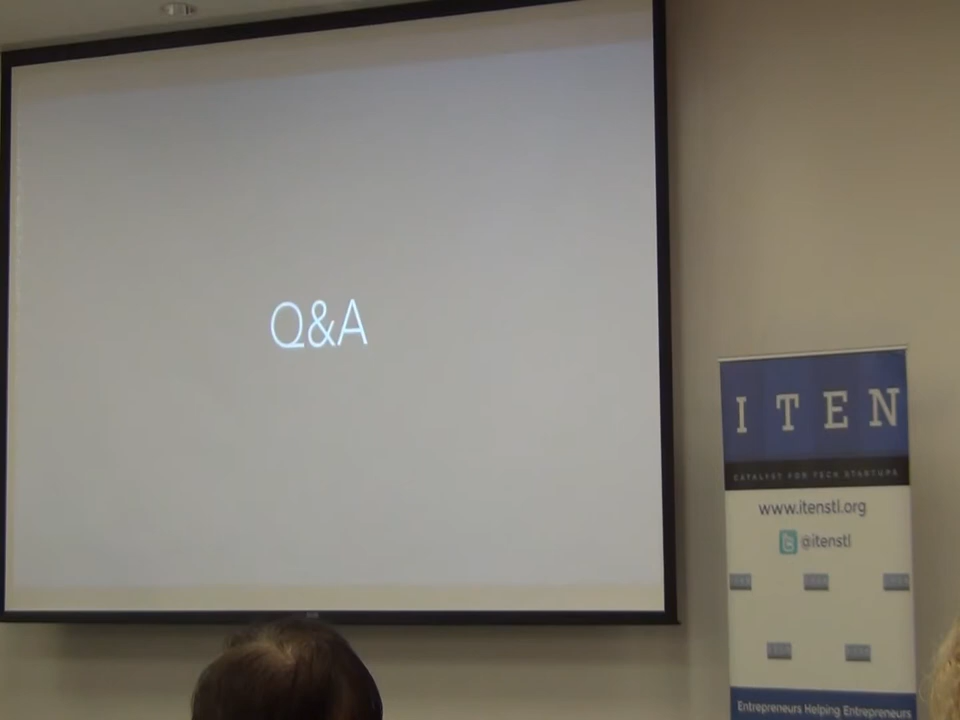 Q&A
I T E N
CATALYST FOR TECH STARTUPS
www.itenstl.org
@itenstl
Entrepreneurs Helping Entrepreneurs